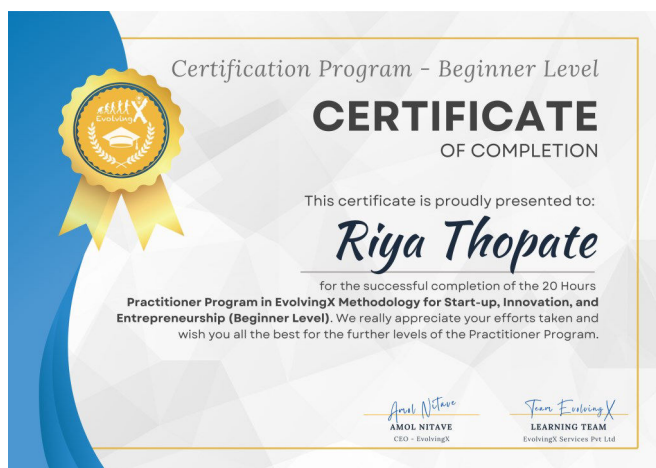 Certification Program - Beginner Level
EvolvingX
CERTIFICATE
OF COMPLETION
This certificate is proudly presented to:
Riya Thopate
for the successful completion of the 20 Hours
Practitioner Program in EvolvingX Methodology for Start-up, Innovation, and
Entrepreneurship (Beginner Level). We really appreciate your efforts taken and
wish you all the best for the further levels of the Practitioner Program.
Amol Nitave
AMOL NITAVE
CEO - EvolvingX
Team EvolvingX
LEARNING TEAM
EvolvingX Services Pvt Ltd